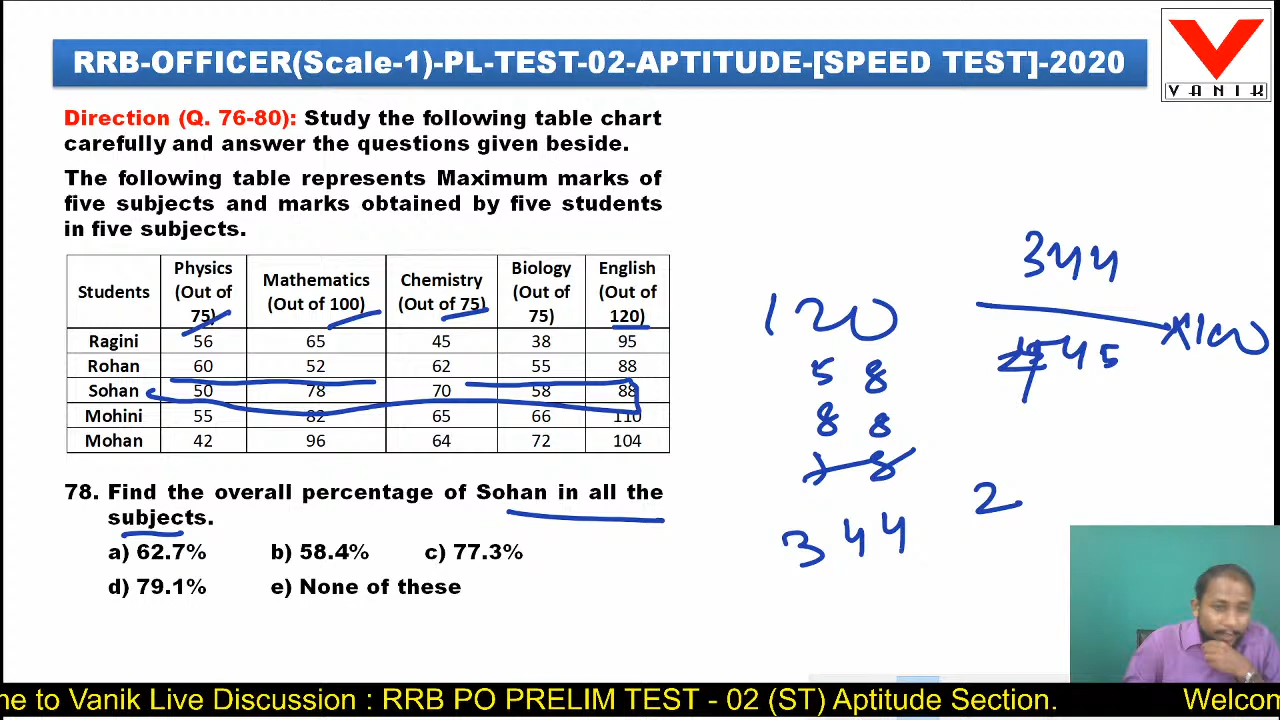 RRB-OFFICER(Scale-1)-PL-TEST-02-APTITUDE-[SPEED TEST]-2020
VANIK
Direction (Q. 76-80): Study the following table chart
carefully and answer the questions given beside.
The following table represents Maximum marks of
five subjects and marks obtained by five students
in five subjects.
Students Physics (Out of 75) Mathematics (Out of 100) Chemistry (Out of 75) Biology (Out of 75) English (Out of 120)
Ragini 56 65 45 38 95
Rohan 60 52 62 55 88
Sohan 50 78 70 58 88
Mohini 55 82 65 66 110
Mohan 42 96 64 72 104
78. Find the overall percentage of Sohan in all the
subjects.
a) 62.7% b) 58.4% c) 77.3%
d) 79.1% e) None of these
120
58
88
78
344
344
445
×100
2
me to Vanik Live Discussion : RRB PO PRELIM TEST - 02 (ST) Aptitude Section. Welcom